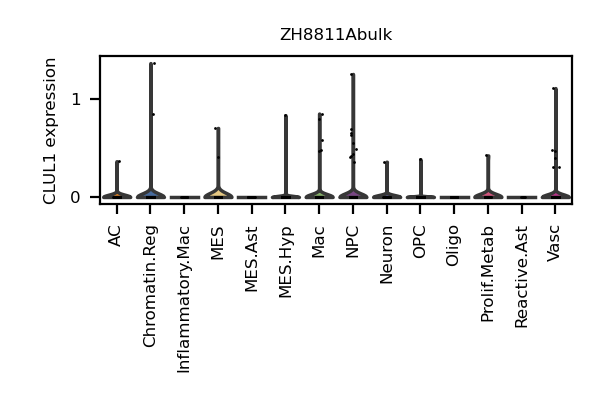 ZH8811Abulk
CLUL1 expression
1
0
AC
Chromatin.Reg
Inflammatory.Mac
MES
MES.Ast
MES.Hyp
Mac
NPC
Neuron
OPC
Oligo
Prolif.Metab
Reactive.Ast
Vasc